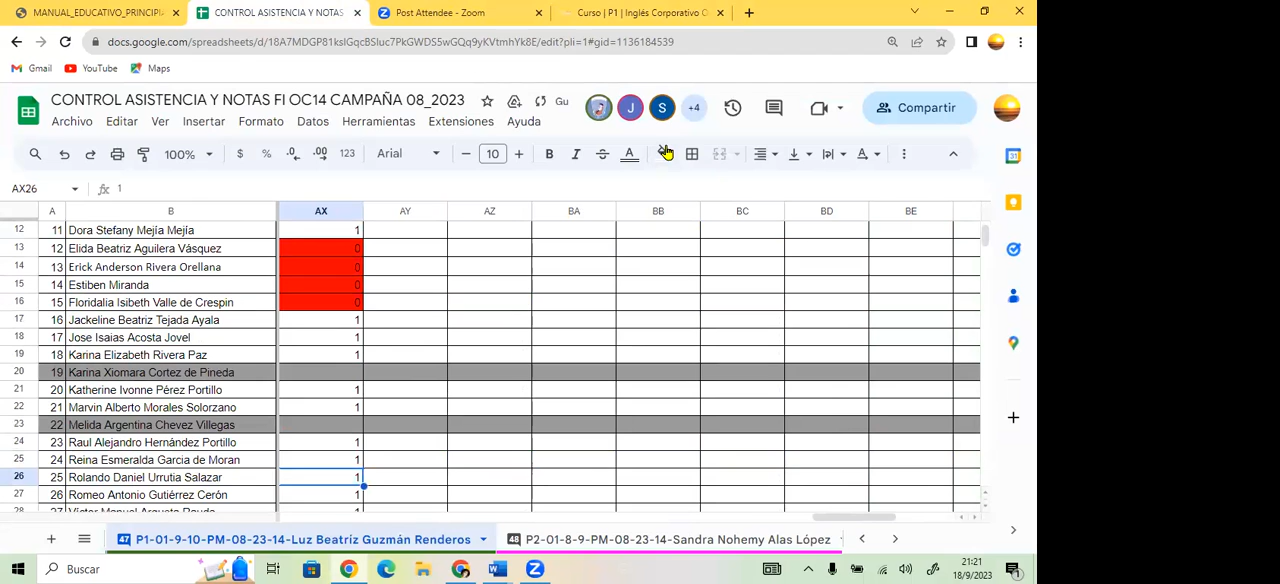 MANUAL_EDUCATIVO_PRINCIPI
CONTROL ASISTENCIA Y NOTAS
Post Attendee - Zoom
Curso | P1 | Inglés Corporativo C
docs.google.com/spreadsheets/d/18A7MDGP81kslGqcBSluc7PkGWDS5wGQq9yKVtmhYk8E/edit?pli=1#gid=1136184539
Gmail
YouTube
Maps
CONTROL ASISTENCIA Y NOTAS FI OC14 CAMPAÑA 08_2023
Gu
J
S
+4
Compartir
Archivo Editar Ver Insertar Formato Datos Herramientas Extensiones Ayuda
100%
$ % .0 .00 123
Arial
10
B I S A
AX26
fx 1
A B AX AY AZ BA BB BC BD BE
12 11 Dora Stefany Mejía Mejía 1
13 12 Elida Beatriz Aguilera Vásquez 0
14 13 Erick Anderson Rivera Orellana 0
15 14 Estiben Miranda 0
16 15 Floridalia Isibeth Valle de Crespin 0
17 16 Jackeline Beatriz Tejada Ayala 1
18 17 Jose Isaias Acosta Jovel 1
19 18 Karina Elizabeth Rivera Paz 1
20 19 Karina Xiomara Cortez de Pineda
21 20 Katherine Ivonne Pérez Portillo 1
22 21 Marvin Alberto Morales Solorzano 1
23 22 Melida Argentina Chevez Villegas
24 23 Raul Alejandro Hernández Portillo 1
25 24 Reina Esmeralda Garcia de Moran 1
26 25 Rolando Daniel Urrutia Salazar 1
27 26 Romeo Antonio Gutiérrez Cerón 1
47 P1-01-9-10-PM-08-23-14-Luz Beatriz Guzmán Renderos
48 P2-01-8-9-PM-08-23-14-Sandra Nohemy Alas López
Buscar
21:21
18/9/2023